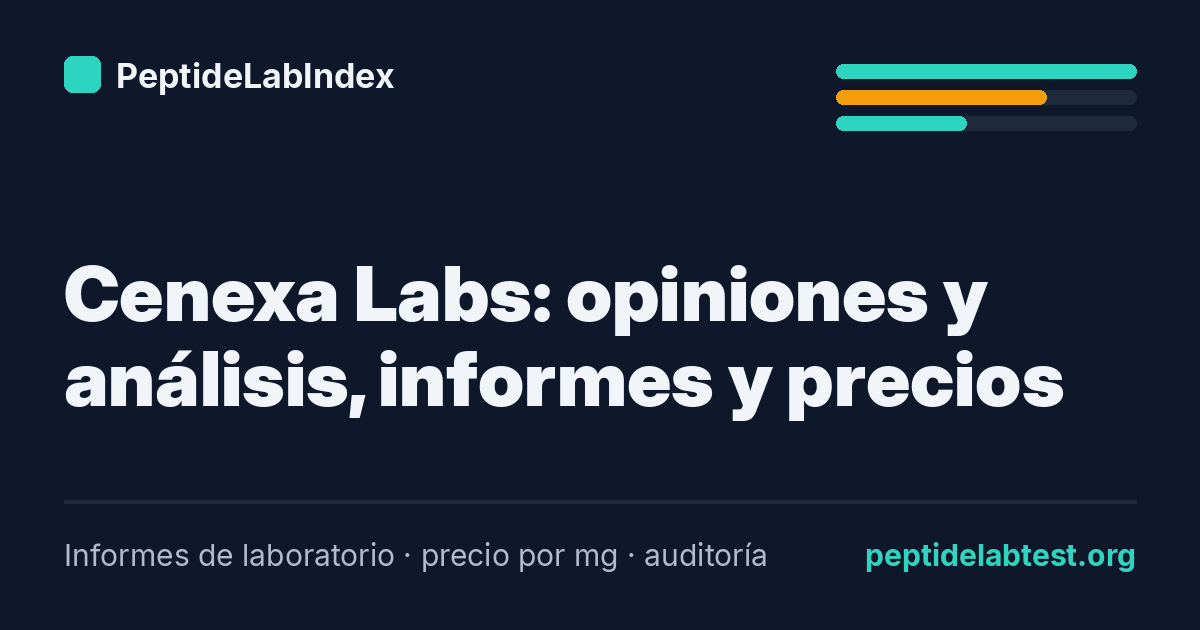 PeptideLabIndex
Cenexa Labs: opiniones y
análisis, informes y precios
Informes de laboratorio · precio por mg · auditoría
peptidelabtest.org